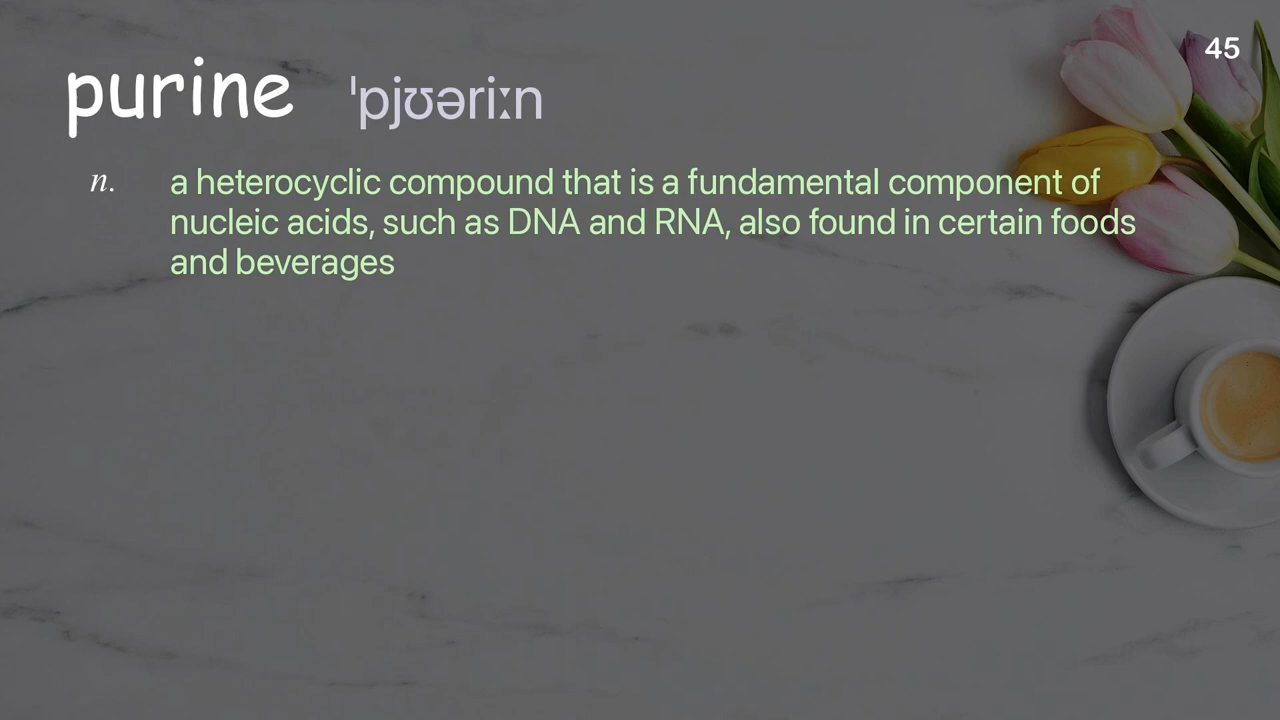 45
purine ˈpjʊəriːn
n. a heterocyclic compound that is a fundamental component of
nucleic acids, such as DNA and RNA, also found in certain foods
and beverages